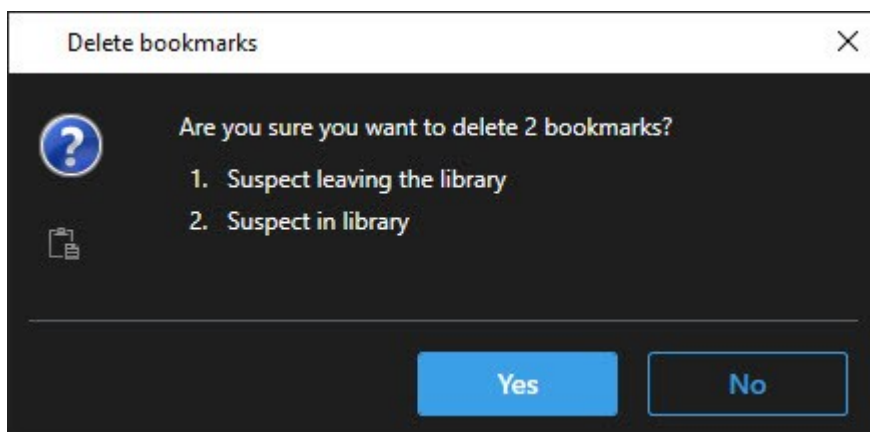 Delete bookmarks
Are you sure you want to delete 2 bookmarks?
1. Suspect leaving the library
2. Suspect in library
Yes No